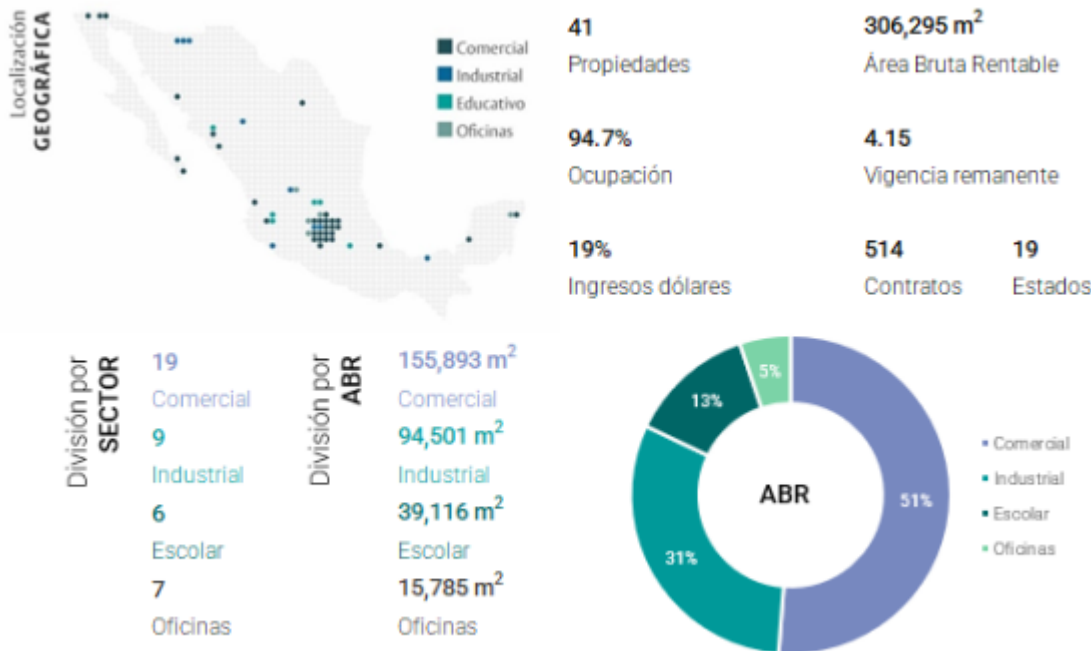 Localización
GEOGRÁFICA
Comercial
Industrial
Educativo
Oficinas
41
Propiedades
306,295 m²
Área Bruta Rentable
94.7%
Ocupación
4.15
Vigencia remanente
19%
Ingresos dólares
514
Contratos
19
Estados
División por
SECTOR
19
Comercial
9
Industrial
6
Escolar
7
Oficinas
División por
ABR
155,893 m²
Comercial
94,501 m²
Industrial
39,116 m²
Escolar
15,785 m²
Oficinas
5%
13%
31%
51%
ABR
Comercial
Industrial
Escolar
Oficinas